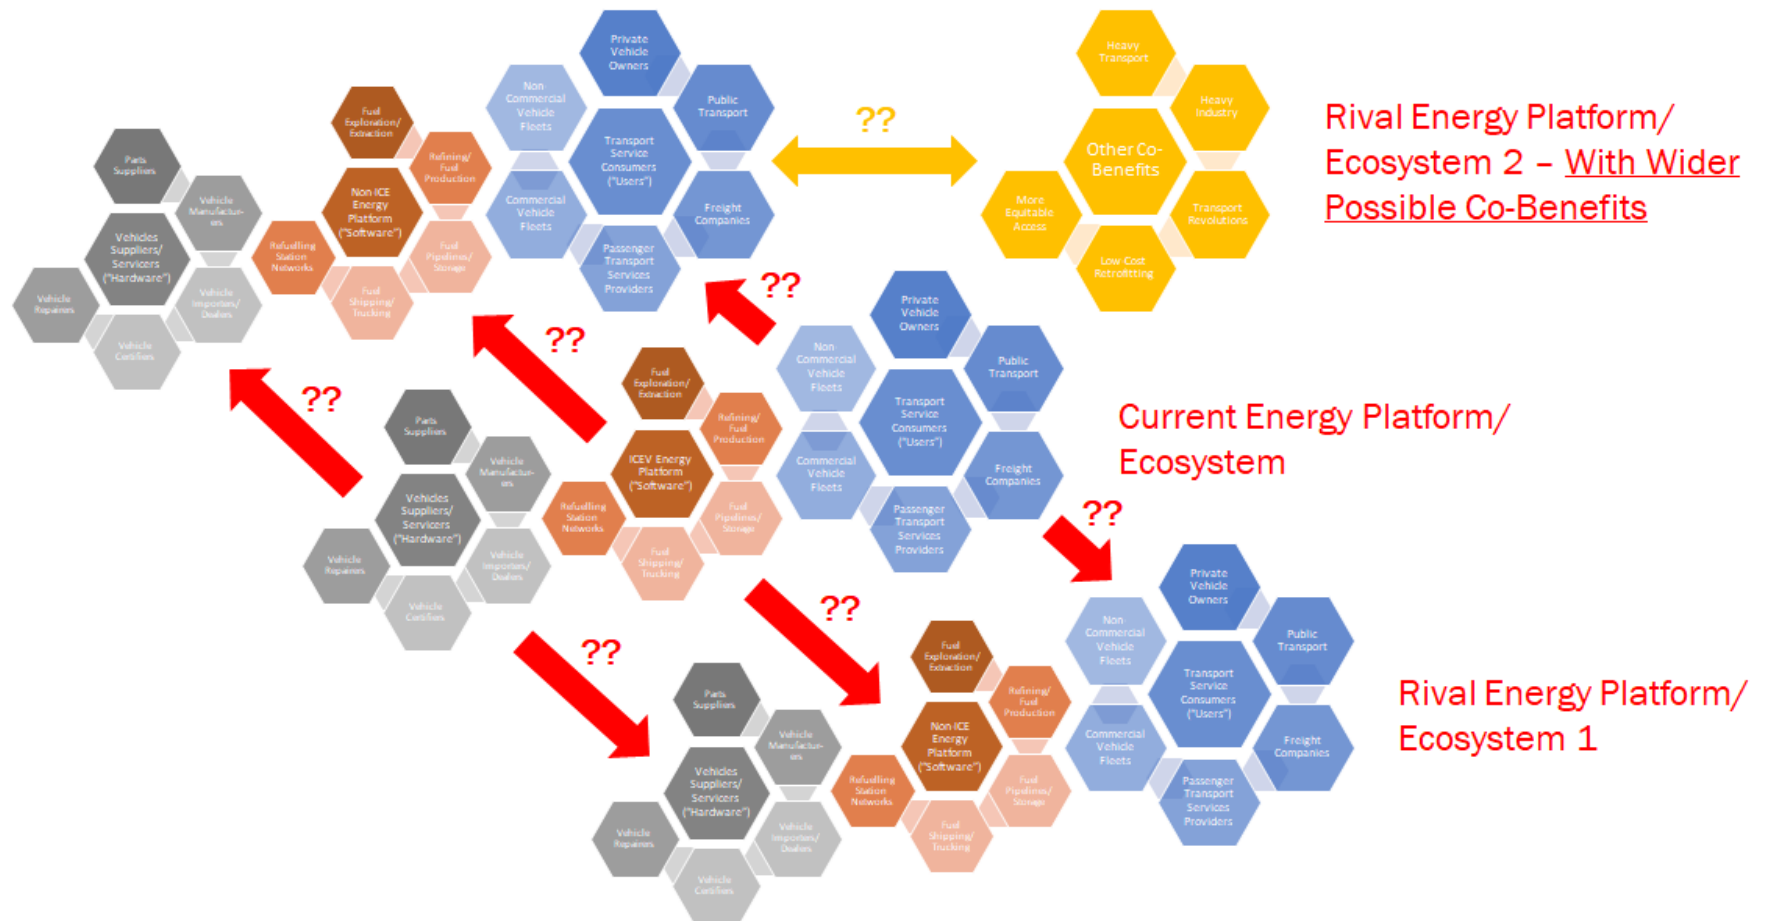 Private
Vehicle
Owners
Non
Commercial
Vehicle
Fleets
Public
Transport
Transport
Service
Consumers
("Users")
Commercial
Vehicle
Fleets
Freight
Companies
Passenger
Transport
Services
Providers
Fuel
Exploration/
Extraction
Refining/
Fuel
Production
Non-ICE
Energy
Platform
("Software")
Refuelling
Station
Networks
Fuel
Pipelines/
Storage
Fuel
Shipping/
Trucking
Parts
Suppliers
Vehicle
Manufactur-
ers
Vehicles
Suppliers/
Servicers
("Hardware")
Vehicle
Repairers
Vehicle
Importers/
Dealers
Vehicle
Certifiers
??
Heavy
Transport
Heavy
Industry
Other Co-
Benefits
More
Equitable
Access
Transport
Revolutions
Low Cost
Retrofitting
Rival Energy Platform/
Ecosystem 2 – With Wider
Possible Co-Benefits
??
??
??
Private
Vehicle
Owners
Non-
Commercial
Vehicle
Fleets
Public
Transport
Transport
Service
Consumers
("Users")
Commercial
Vehicle
Fleets
Freight
Companies
Passenger
Transport
Services
Providers
Fuel
Exploration/
Extraction
Refining/
Fuel
Production
ICEV Energy
Platform
("Software")
Refuelling
Station
Networks
Fuel
Pipelines/
Storage
Fuel
Shipping/
Trucking
Parts
Suppliers
Vehicle
Manufactur-
ers
Vehicles
Suppliers/
Servicers
("Hardware")
Vehicle
Repairers
Vehicle
Importers/
Dealers
Vehicle
Certifiers
Current Energy Platform/
Ecosystem
??
??
??
Private
Vehicle
Owners
Non-
Commercial
Vehicle
Fleets
Public
Transport
Transport
Service
Consumers
("Users")
Commercial
Vehicle
Fleets
Freight
Companies
Passenger
Transport
Services
Providers
Fuel
Exploration/
Extraction
Refining/
Fuel
Production
Non-ICE
Energy
Platform
("Software")
Refuelling
Station
Networks
Fuel
Pipelines/
Storage
Fuel
Shipping/
Trucking
Parts
Suppliers
Vehicle
Manufactur-
ers
Vehicles
Suppliers/
Servicers
("Hardware")
Vehicle
Repairers
Vehicle
Importers/
Dealers
Vehicle
Certifiers
Rival Energy Platform/
Ecosystem 1